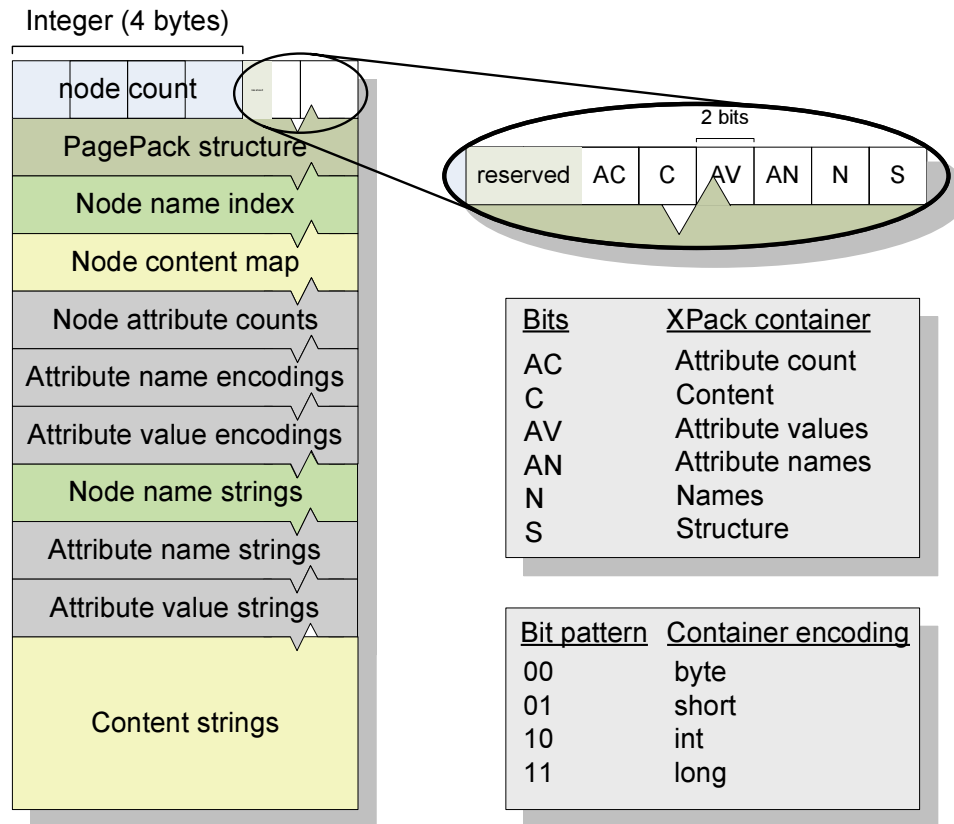 Integer (4 bytes)
node count
PagePack structure
Node name index
Node content map
Node attribute counts
Attribute name encodings
Attribute value encodings
Node name strings
Attribute name strings
Attribute value strings
Content strings
2 bits
reserved AC C AV AN N S
Bits XPack container
AC Attribute count
C Content
AV Attribute values
AN Attribute names
N Names
S Structure
Bit pattern Container encoding
00 byte
01 short
10 int
11 long